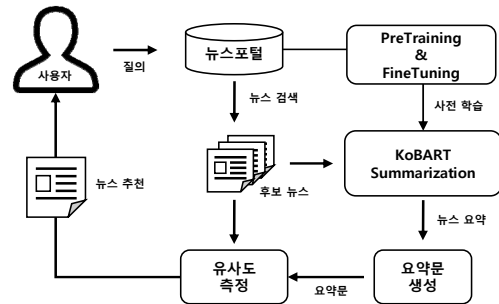 사용자
질의
뉴스포털
PreTraining
&
FineTuning
뉴스 검색
사전 학습
뉴스 추천
후보 뉴스
KoBART
Summarization
뉴스 요약
유사도
측정
요약문
요약문
생성